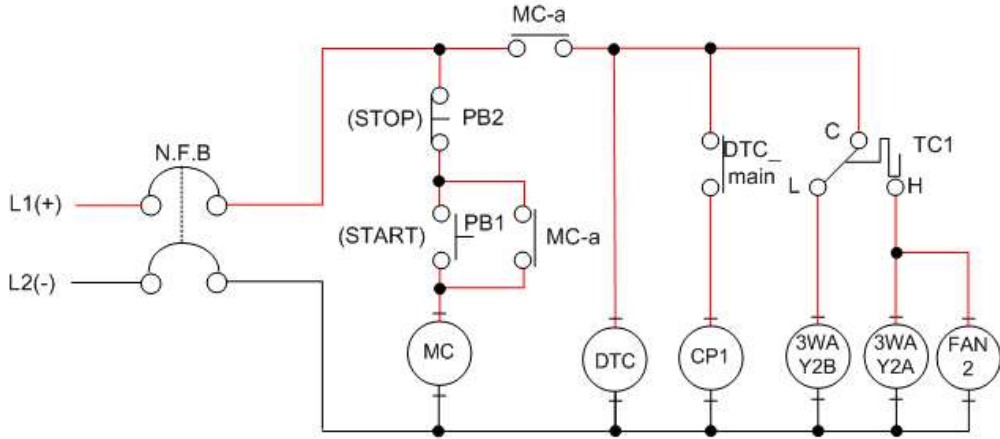 MC-a
(STOP)
PB2
N.F.B
C
TC1
DTC_
main
L1(+)
L
H
(START)
PB1
MC-a
L2(-)
MC
DTC
CP1
3WA
Y2B
3WA
Y2A
FAN
2